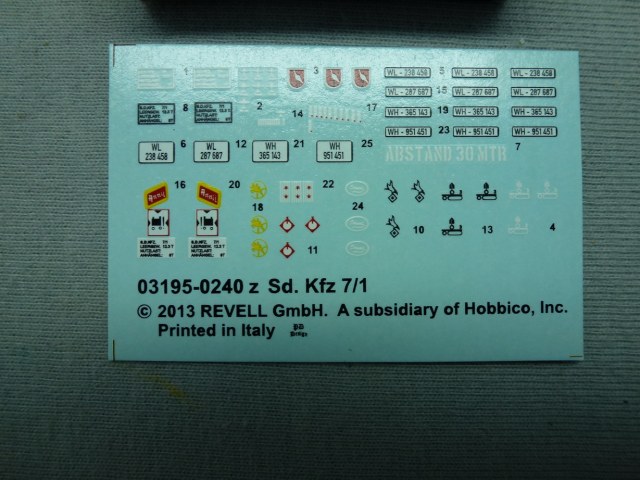 1 3 WL - 238 458 5 WL - 238 458 WL - 238 458
WL - 287 687 15 WL - 287 687 WL - 287 687
8 2 14 17 WH - 365 143 19 WH - 365 143 WH - 365 143
WH - 951 451 23 WH - 951 451 WH - 951 451
6 12 21 25 7
WL 238 458 WL 287 687 WH 365 143 WH 951 451 ABSTAND 30 MTR
16 20 18 22 24
11 10 13 4
03195-0240 z Sd. Kfz 7/1
© 2013 REVELL GmbH. A subsidiary of Hobbico, Inc.
Printed in Italy